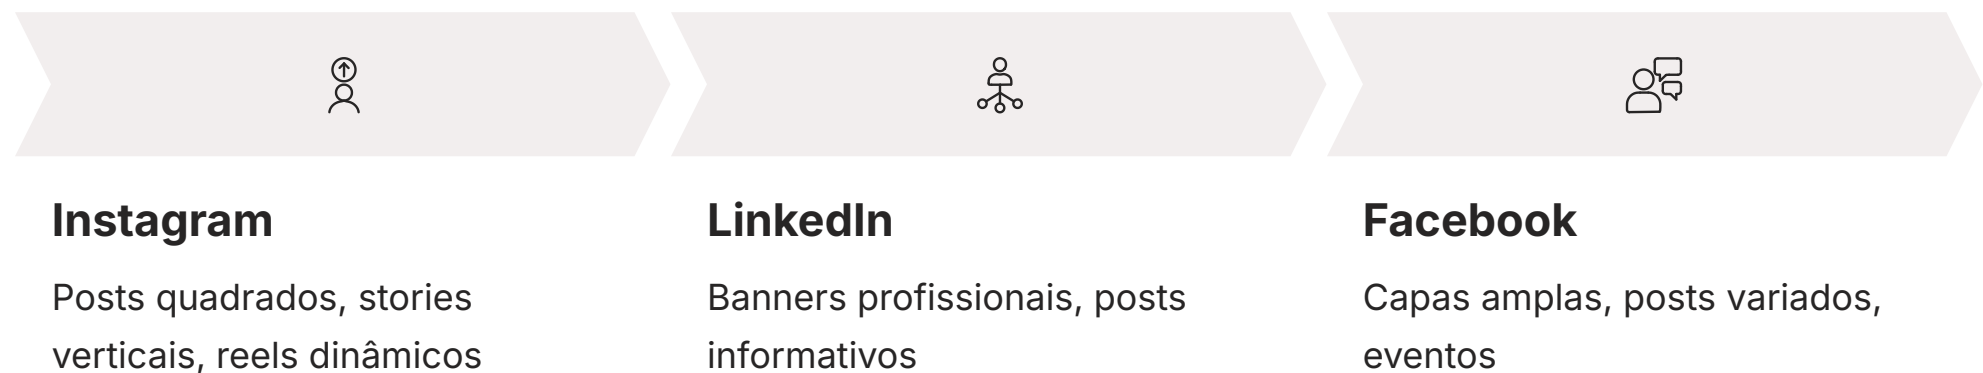 Instagram
Posts quadrados, stories
verticais, reels dinâmicos
LinkedIn
Banners profissionais, posts
informativos
Facebook
Capas amplas, posts variados,
eventos